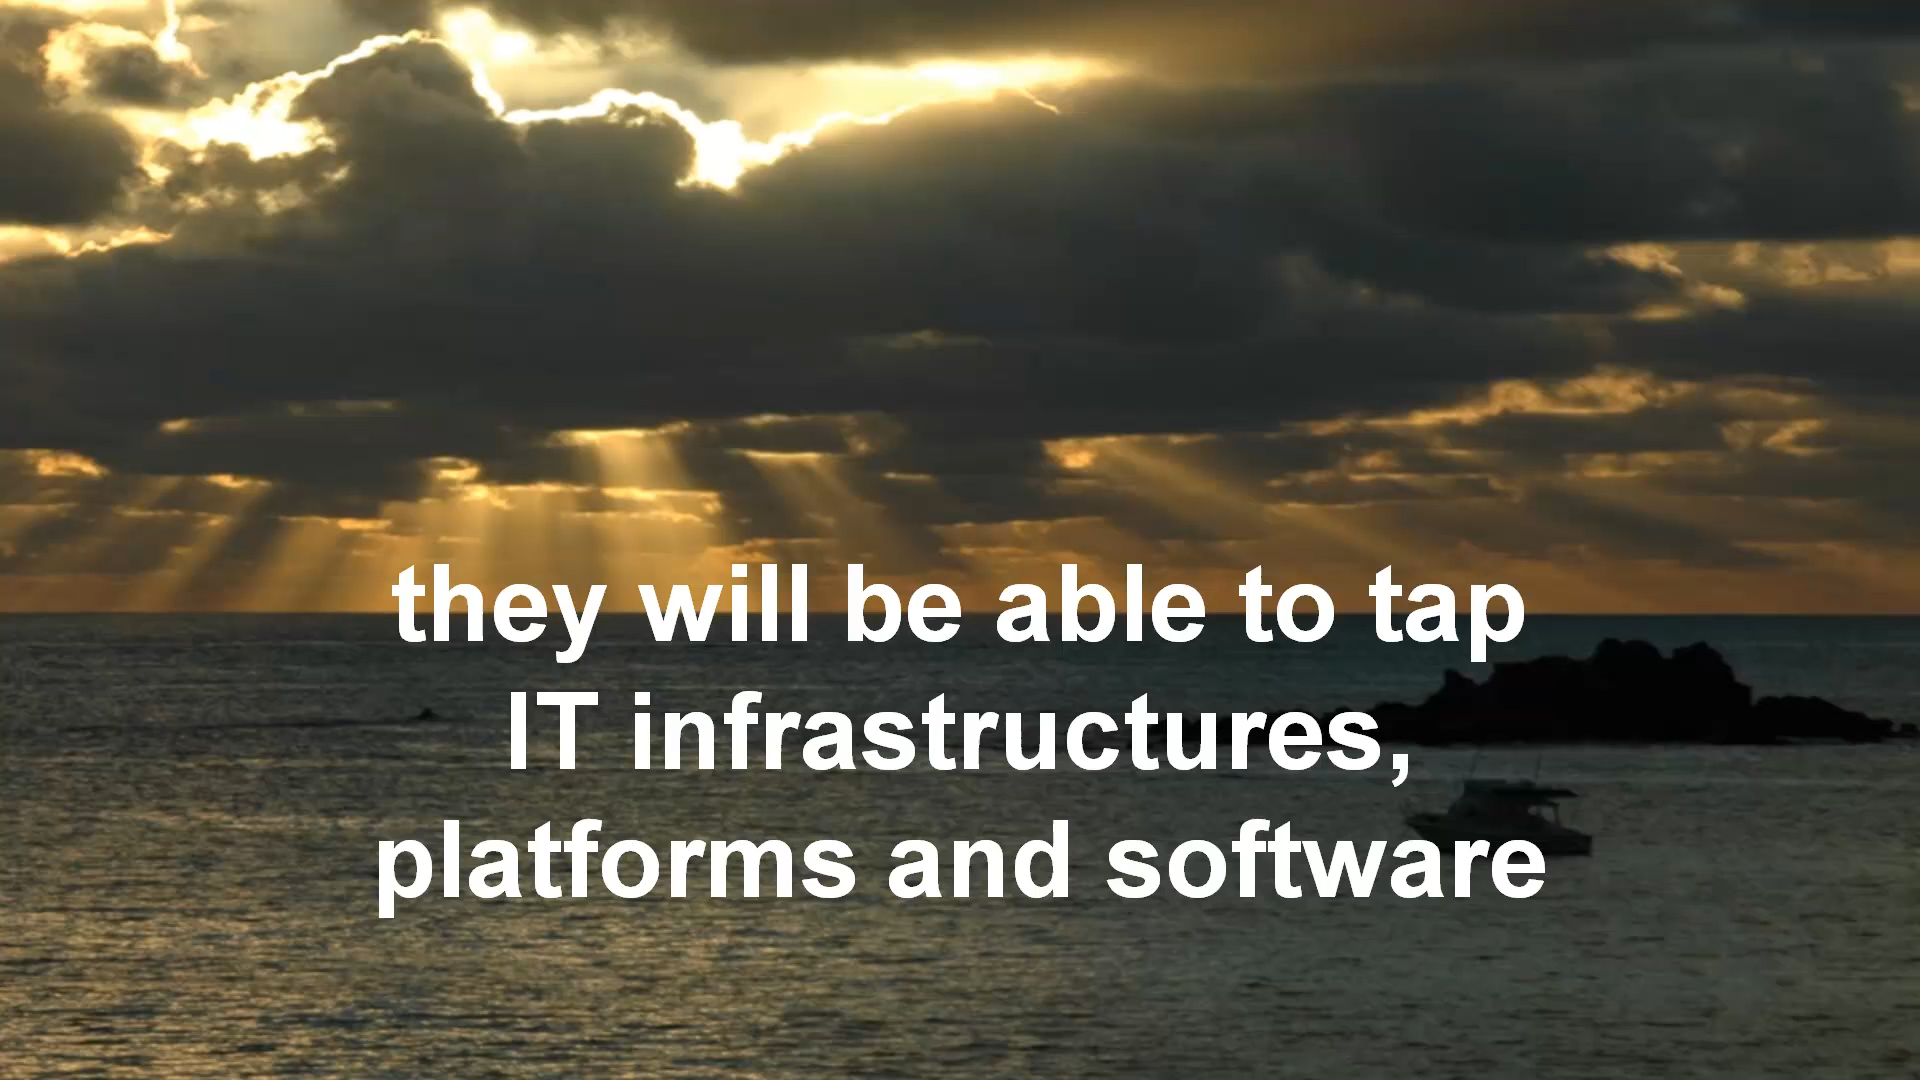 they will be able to tap
IT infrastructures,
platforms and software